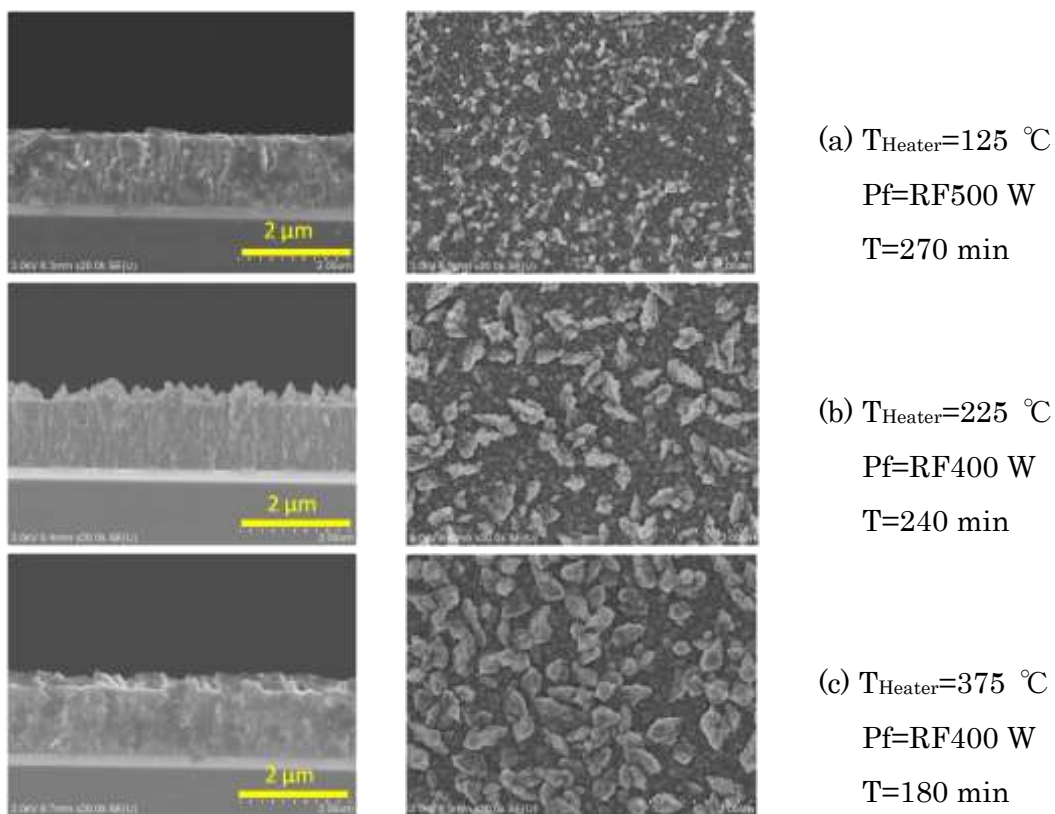 (a) THeater=125 ℃
Pf=RF500 W
T=270 min
2 μm
(b) THeater=225 ℃
Pf=RF400 W
T=240 min
2 μm
(c) THeater=375 ℃
Pf=RF400 W
T=180 min
2 μm